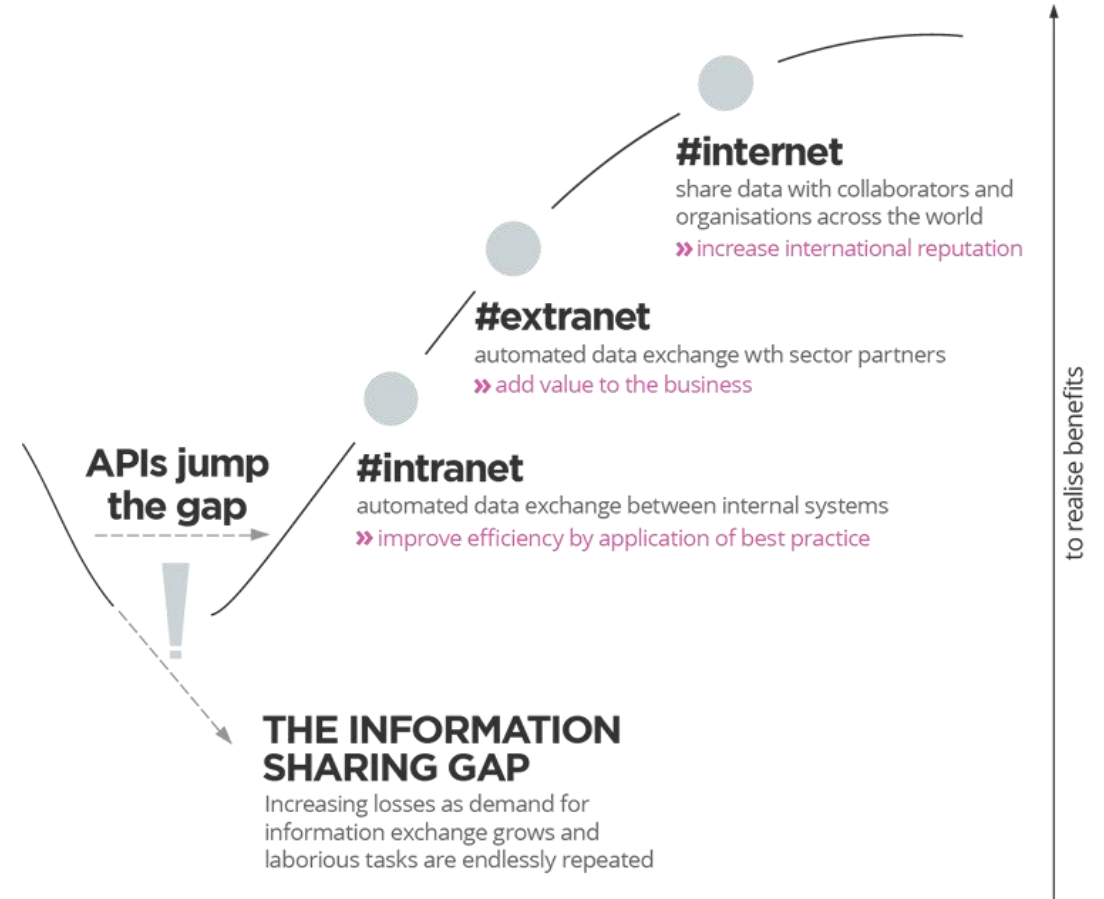 #internet
share data with collaborators and
organisations across the world
» increase international reputation
#extranet
automated data exchange wth sector partners
» add value to the business
APIs jump
the gap
#intranet
automated data exchange between internal systems
» improve efficiency by application of best practice
!
THE INFORMATION
SHARING GAP
Increasing losses as demand for
information exchange grows and
laborious tasks are endlessly repeated
to realise benefits